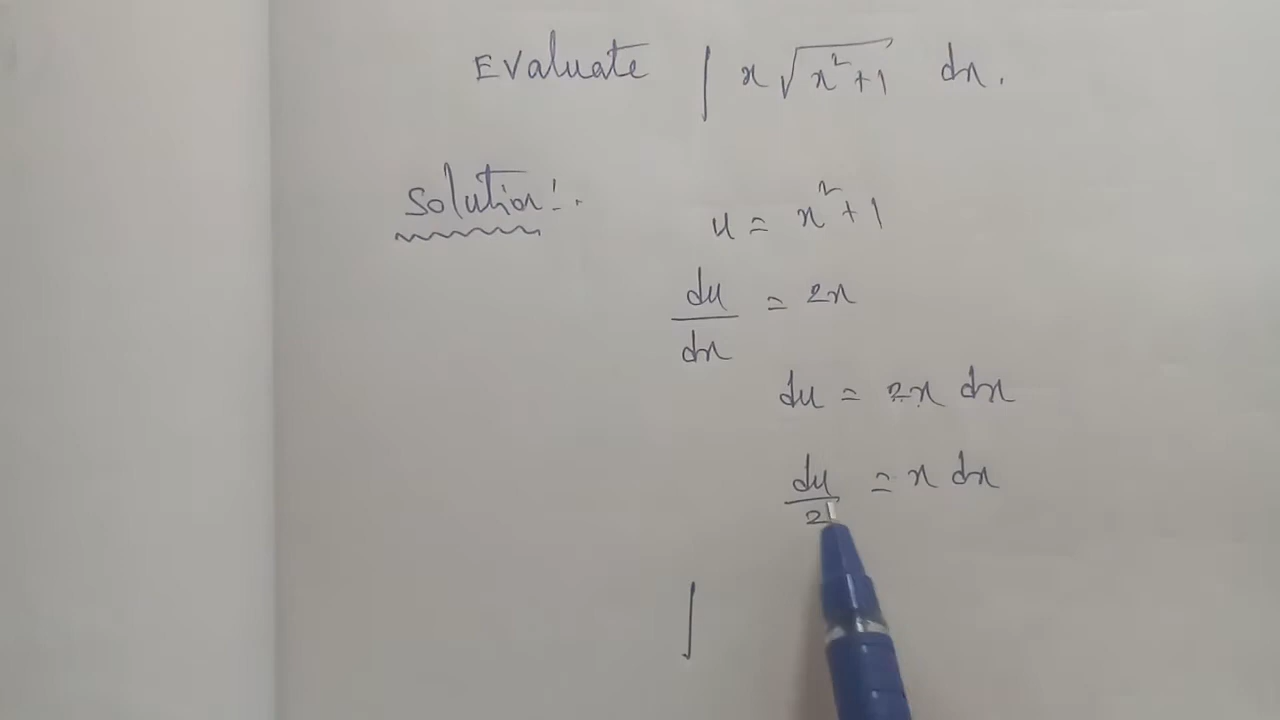 Evaluate ∫ x √(x²+1) dx.
Solution:.
u = x²+1
du/dx = 2x
du = 2x dx
du/2 = x dx
∫